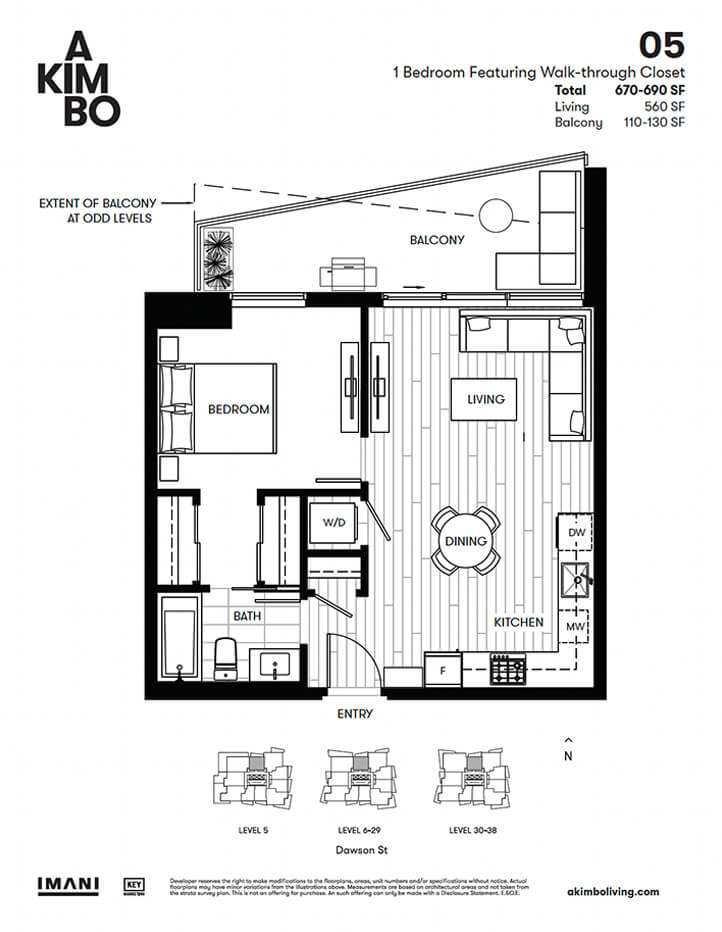 A
KIM
BO
05
1 Bedroom Featuring Walk-through Closet
Total 670-690 SF
Living 560 SF
Balcony 110-130 SF
EXTENT OF BALCONY
AT ODD LEVELS
BALCONY
LIVING
BEDROOM
W/D
DINING
DW
BATH
KITCHEN
MW
F
ENTRY
N
LEVEL 5
LEVEL 6-29
LEVEL 30-38
Dawson St
IMANI
KEY
Developer reserves the right to make modifications to the floorplans, areas, unit numbers and/or specifications without notice. Actual
floorplans may have minor variations from the illustrations above. Measurements are based on architectural areas and not taken from
the strata survey plan. This is not an offering for purchase. An such offering can only be made with a Disclosure Statement. E.&O.E.
akimboliving.com